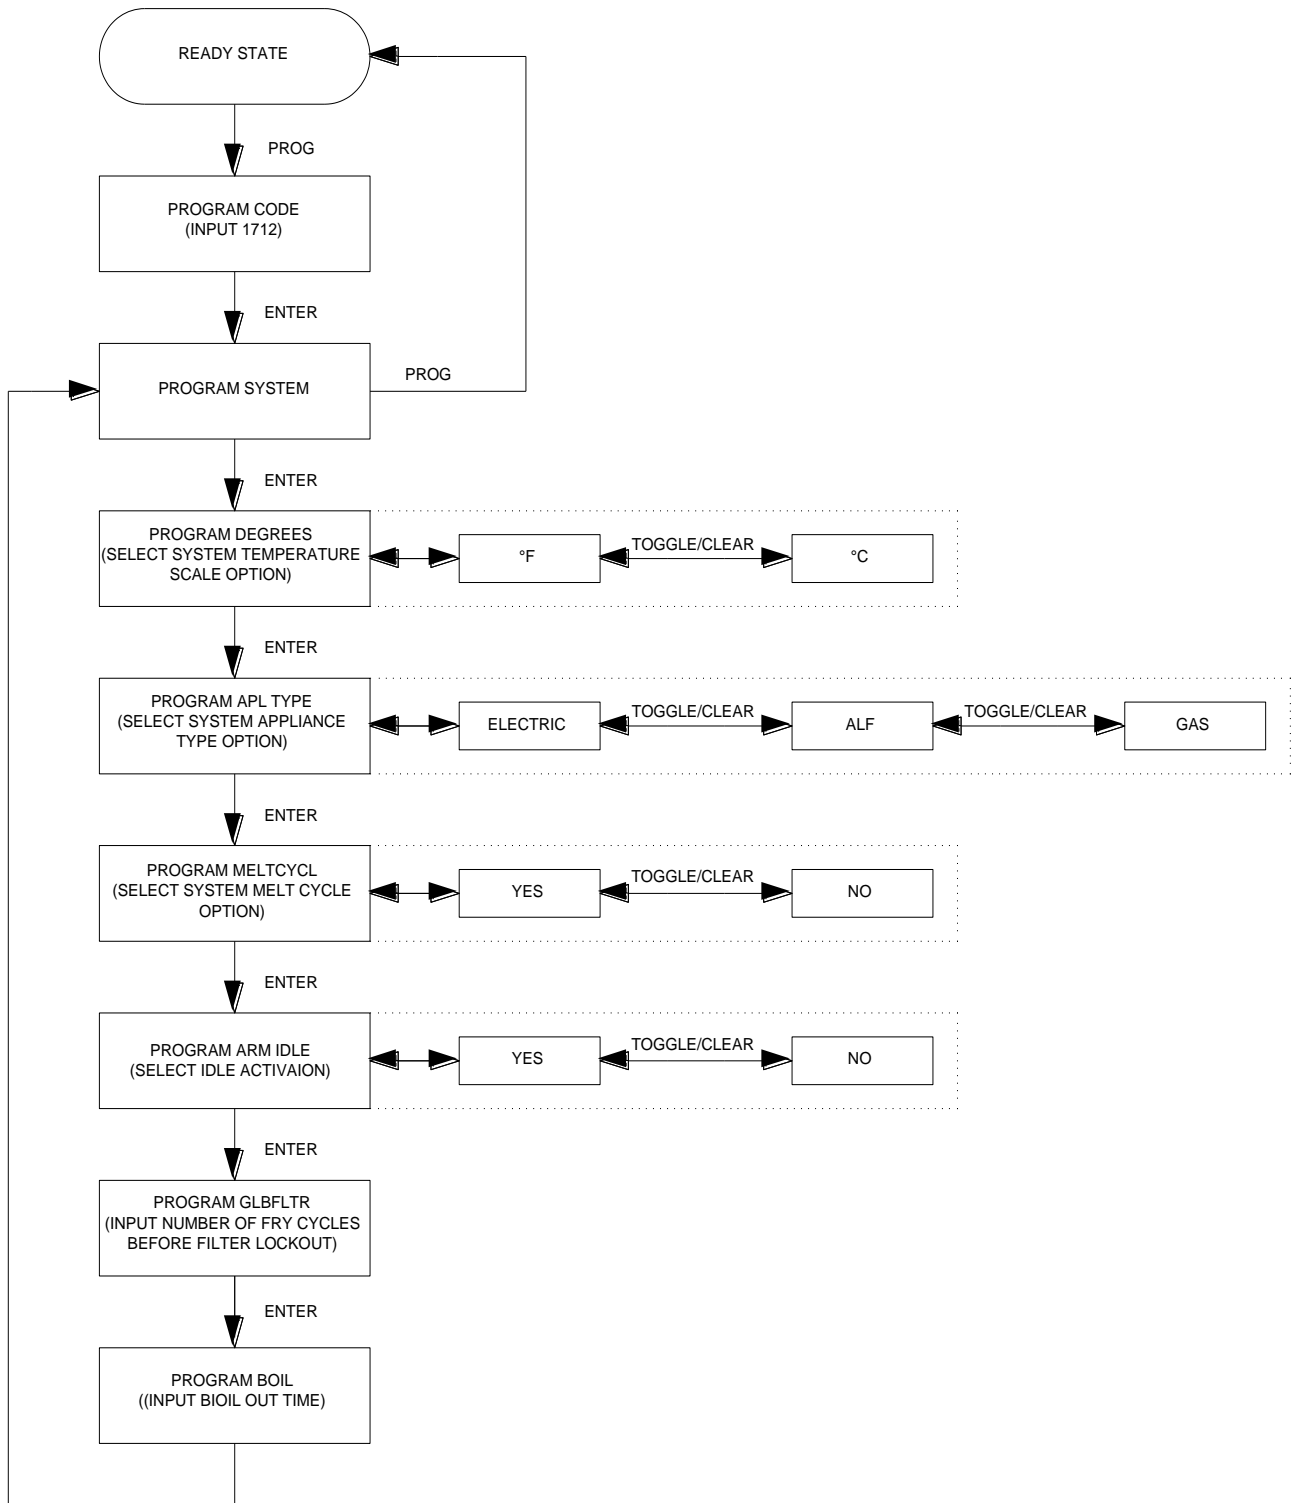 READY STATE
PROG
PROGRAM CODE
(INPUT 1712)
ENTER
PROGRAM SYSTEM
PROG
ENTER
PROGRAM DEGREES
(SELECT SYSTEM TEMPERATURE
SCALE OPTION)
°F
TOGGLE/CLEAR
°C
ENTER
PROGRAM APL TYPE
(SELECT SYSTEM APPLIANCE
TYPE OPTION)
ELECTRIC
TOGGLE/CLEAR
ALF
TOGGLE/CLEAR
GAS
ENTER
PROGRAM MELTCYCL
(SELECT SYSTEM MELT CYCLE
OPTION)
YES
TOGGLE/CLEAR
NO
ENTER
PROGRAM ARM IDLE
(SELECT IDLE ACTIVAION)
YES
TOGGLE/CLEAR
NO
ENTER
PROGRAM GLBFLTR
(INPUT NUMBER OF FRY CYCLES
BEFORE FILTER LOCKOUT)
ENTER
PROGRAM BOIL
((INPUT BIOIL OUT TIME)